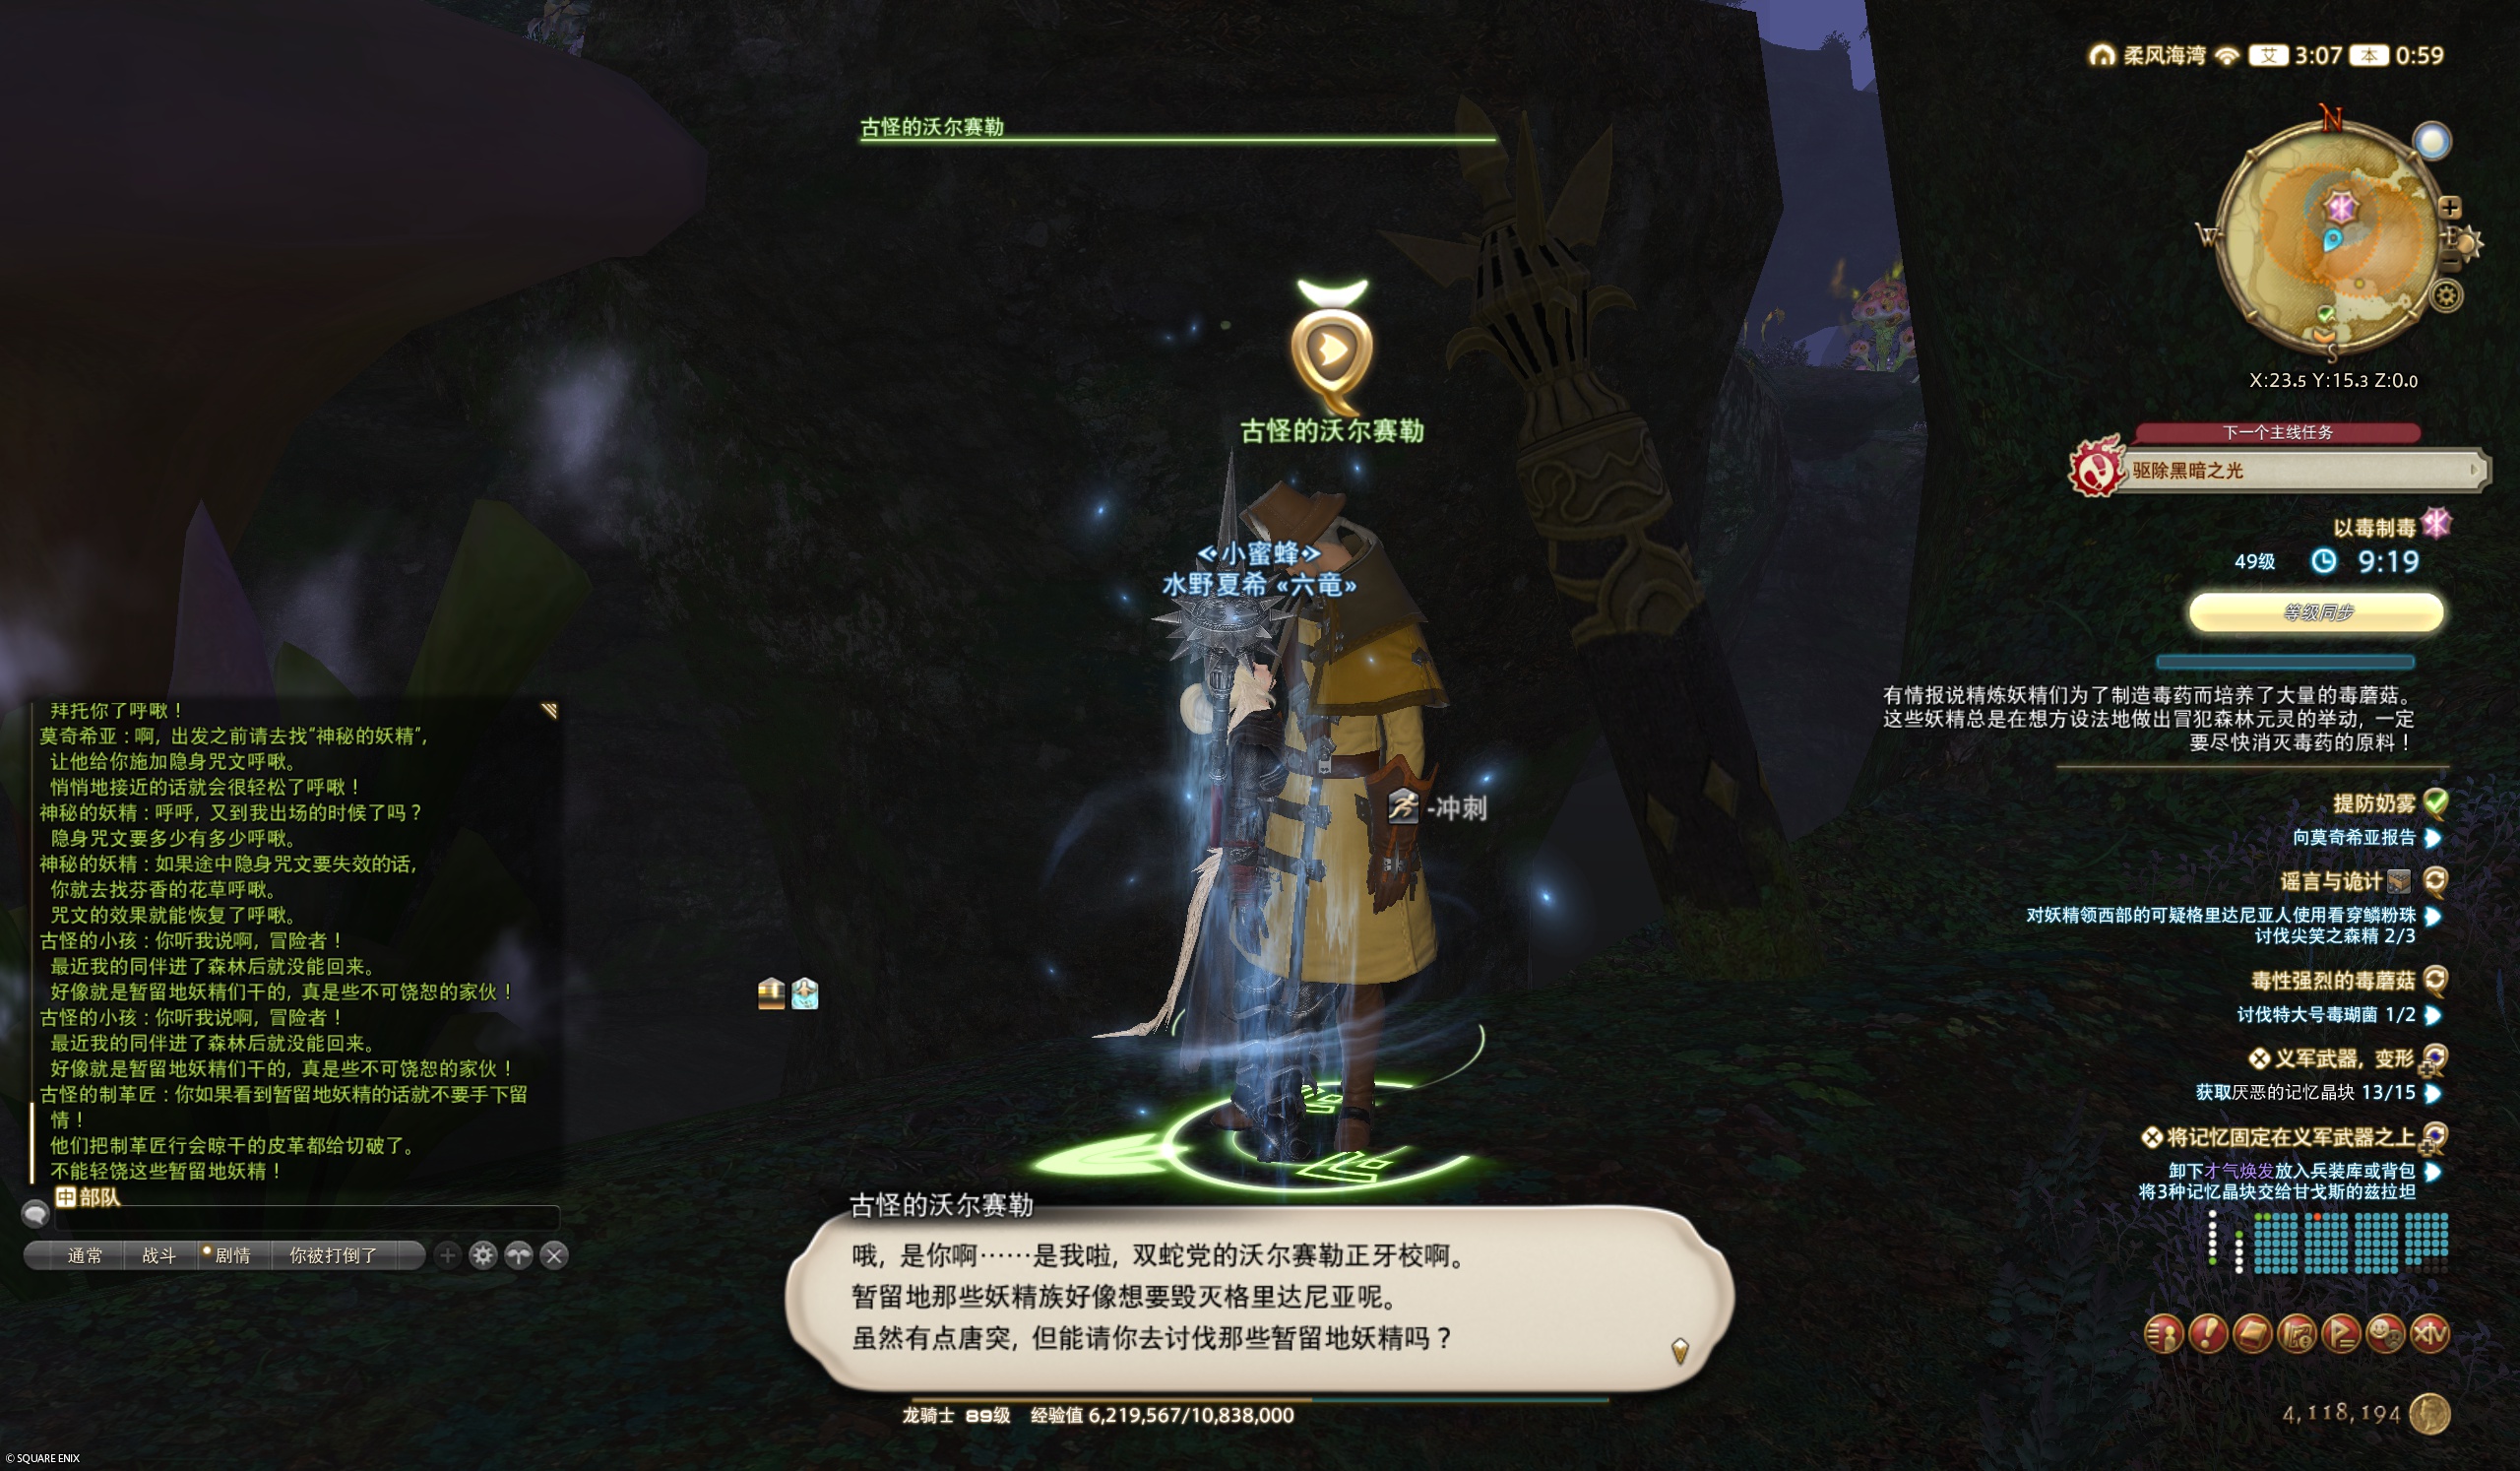 柔风海湾 艾 3:07 本 0:59
古怪的沃尔赛勒
N
W
E
S
X:23.5 Y:15.3 Z:0.0
古怪的沃尔赛勒
下一个主线任务
驱除黑暗之光
以毒制毒
49级 9:19
等级同步
≪小蜜蜂≫
水野夏希 «六竜»
有情报说精炼妖精们为了制造毒药而培养了大量的毒蘑菇。
这些妖精总是在想方设法地做出冒犯森林元灵的举动，一定
要尽快消灭毒药的原料！
-冲刺
提防奶雾
向莫奇希亚报告
谣言与诡计
对妖精领西部的可疑格里达尼亚人使用看穿鳞粉珠
讨伐尖笑之森精 2/3
毒性强烈的毒蘑菇
讨伐特大号毒瑚菌 1/2
义军武器，变形
获取厌恶的记忆晶块 13/15
将记忆固定在义军武器之上
卸下才气焕发放入兵装库或背包
将3种记忆晶块交给甘戈斯的兹拉坦
拜托你了呼啾！
莫奇希亚：啊，出发之前请去找“神秘的妖精”，
让他给你施加隐身咒文呼啾。
悄悄地接近的话就会很轻松了呼啾！
神秘的妖精：呼呼，又到我出场的时候了吗？
隐身咒文要多少有多少呼啾。
神秘的妖精：如果途中隐身咒文要失效的话，
你就去找芬香的花草呼啾。
咒文的效果就能恢复了呼啾。
古怪的小孩：你听我说啊，冒险者！
最近我的同伴进了森林后就没能回来。
好像就是暂留地妖精们干的，真是些不可饶恕的家伙！
古怪的小孩：你听我说啊，冒险者！
最近我的同伴进了森林后就没能回来。
好像就是暂留地妖精们干的，真是些不可饶恕的家伙！
古怪的制革匠：你如果看到暂留地妖精的话就不要手下留
情！
他们把制革匠行会晾干的皮革都给切破了。
不能轻饶这些暂留地妖精！
中 部队
通常 战斗 剧情 你被打倒了
古怪的沃尔赛勒
哦，是你啊……是我啦，双蛇党的沃尔赛勒正牙校啊。
暂留地那些妖精族好像想要毁灭格里达尼亚呢。
虽然有点唐突，但能请你去讨伐那些暂留地妖精吗？
龙骑士 89级 经验值 6,219,567/10,838,000
XIV
4,118,194
© SQUARE ENIX